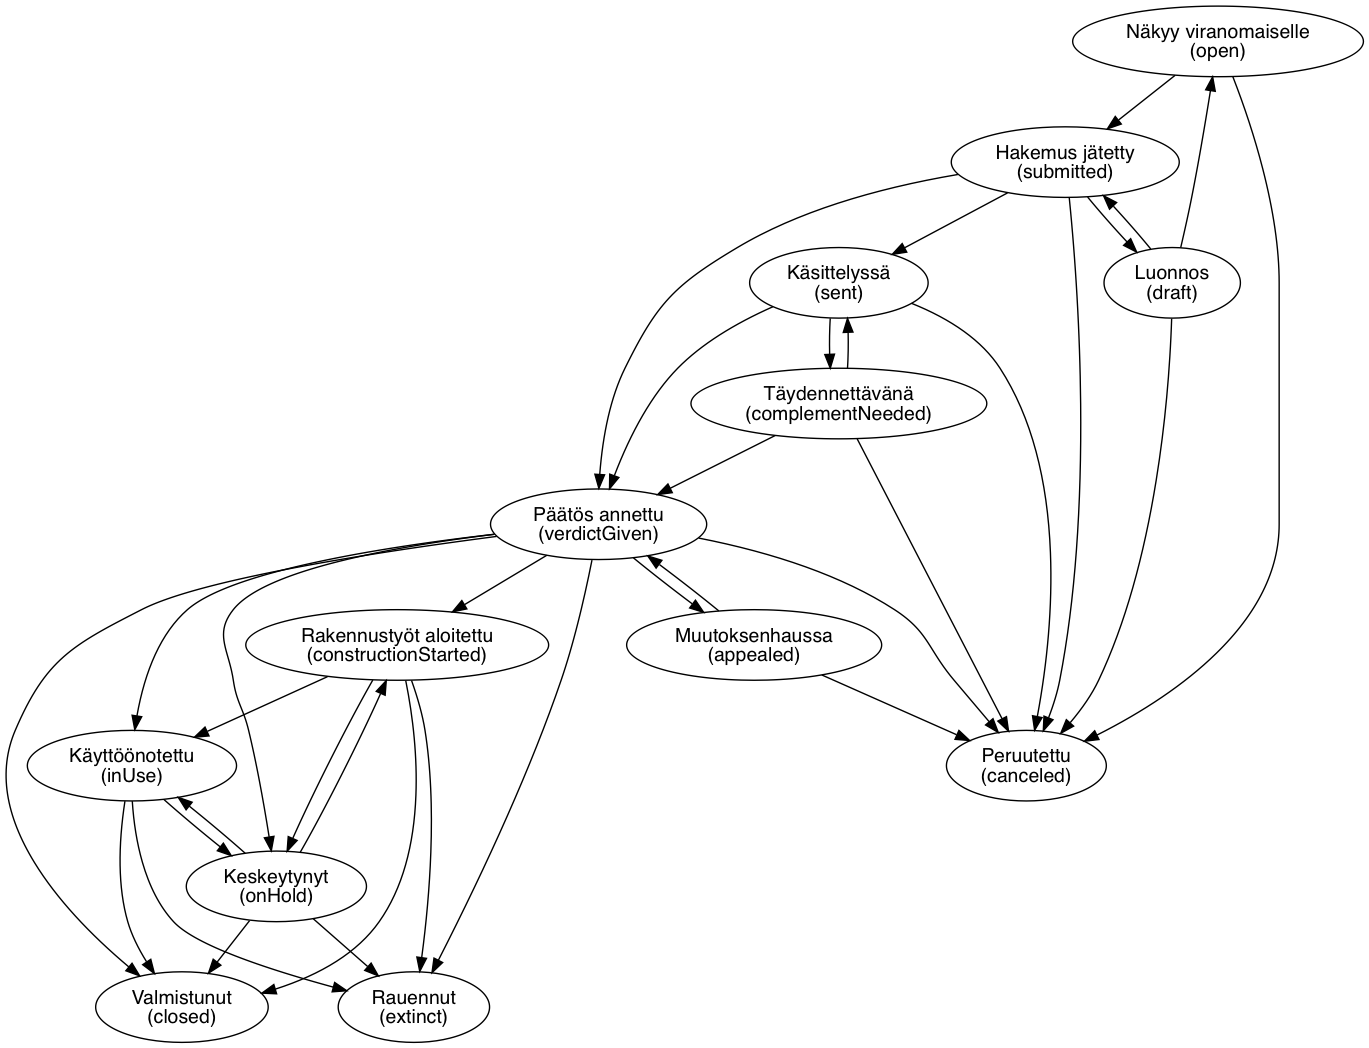 Näkyy viranomaiselle
(open)
Hakemus jätetty
(submitted)
Käsittelyssä
(sent)
Luonnos
(draft)
Täydennettävänä
(complementNeeded)
Päätös annettu
(verdictGiven)
Rakennustyöt aloitettu
(constructionStarted)
Muutoksenhaussa
(appealed)
Käyttöönotettu
(inUse)
Peruutettu
(canceled)
Keskeytynyt
(onHold)
Valmistunut
(closed)
Rauennut
(extinct)